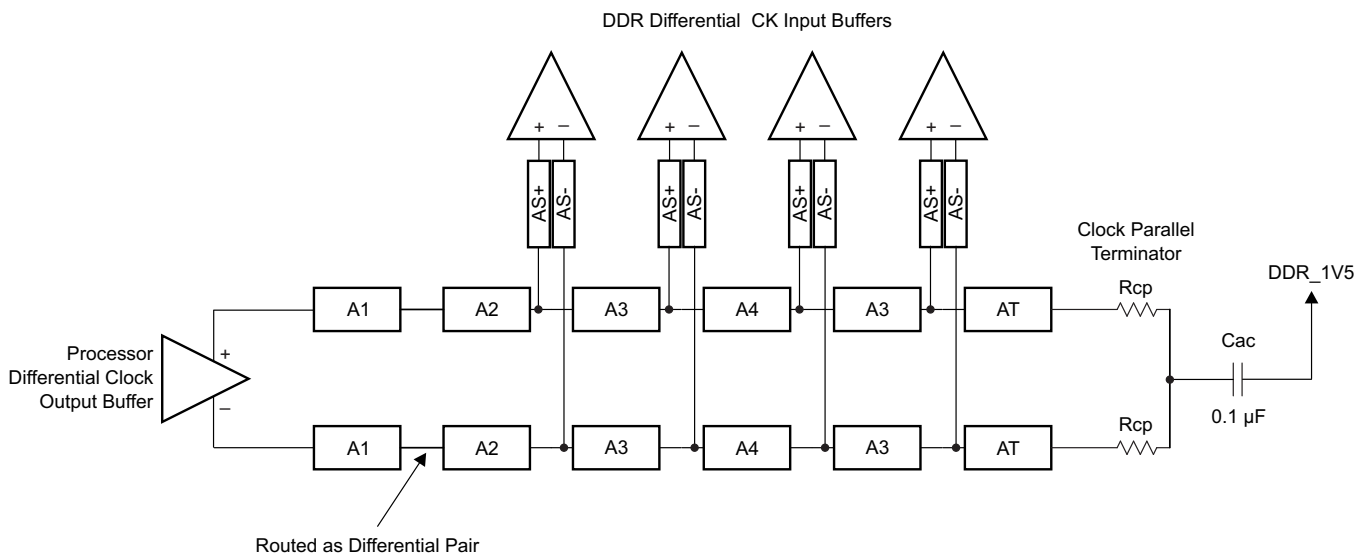 DDR Differential CK Input Buffers
+ – + – + – + –
AS+ AS- AS+ AS- AS+ AS- AS+ AS-
Clock Parallel
Terminator
DDR_1V5
A1 A2 A3 A4 A3 AT Rcp
Processor
Differential Clock
Output Buffer
+
–
Cac
0.1 µF
A1 A2 A3 A4 A3 AT Rcp
Routed as Differential Pair